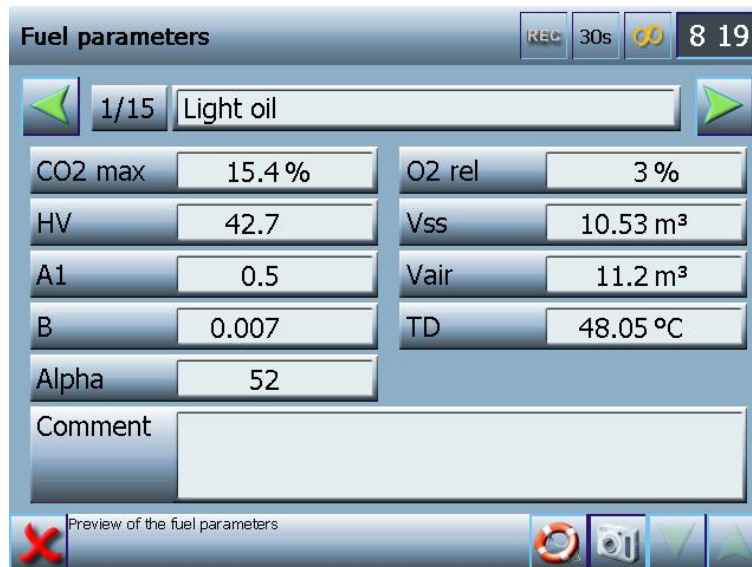 Fuel parameters REC 30s 8 19
1/15 Light oil
CO2 max 15.4 % O2 rel 3 %
HV 42.7 Vss 10.53 m³
A1 0.5 Vair 11.2 m³
B 0.007 TD 48.05 °C
Alpha 52
Comment
Preview of the fuel parameters